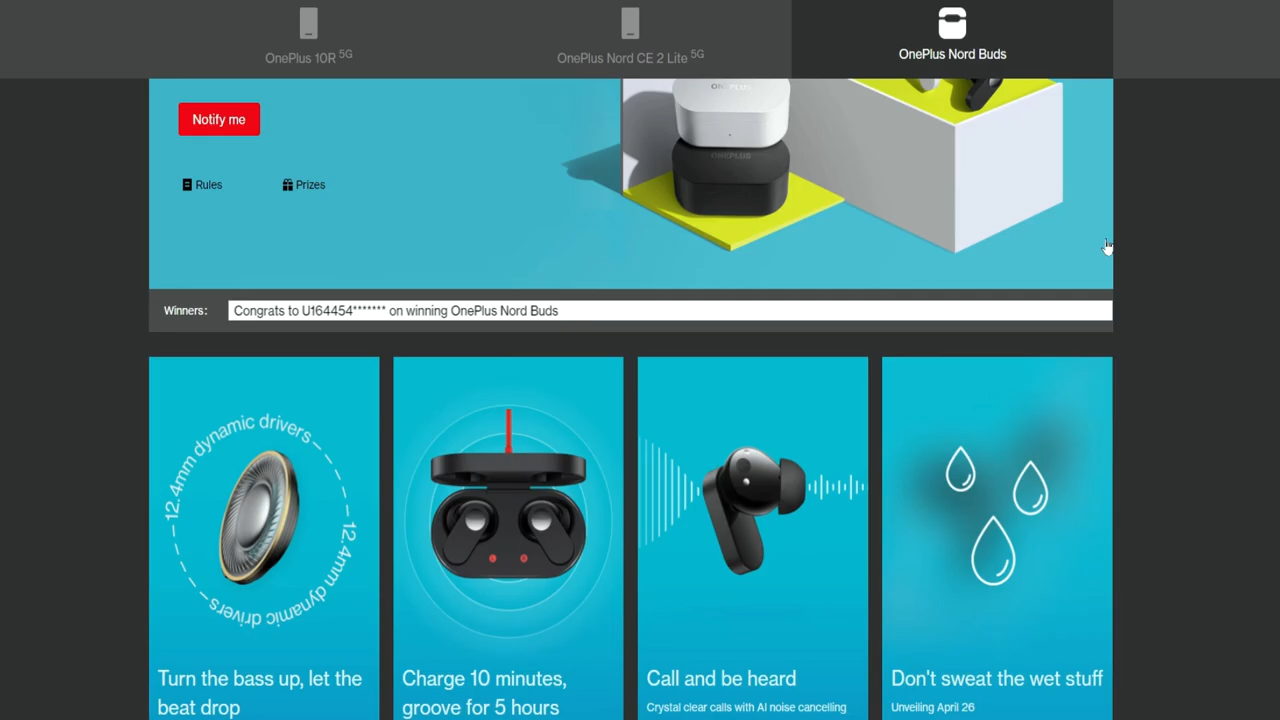 OnePlus 10R 5G
OnePlus Nord CE 2 Lite 5G
OnePlus Nord Buds
Notify me
Rules
Prizes
ONEPLUS
ONEPLUS
Winners:
Congrats to U164454******* on winning OnePlus Nord Buds
12.4mm dynamic drivers
12.4mm dynamic drivers
Turn the bass up, let the
beat drop
Charge 10 minutes,
groove for 5 hours
Call and be heard
Crystal clear calls with AI noise cancelling
Don't sweat the wet stuff
Unveiling April 26